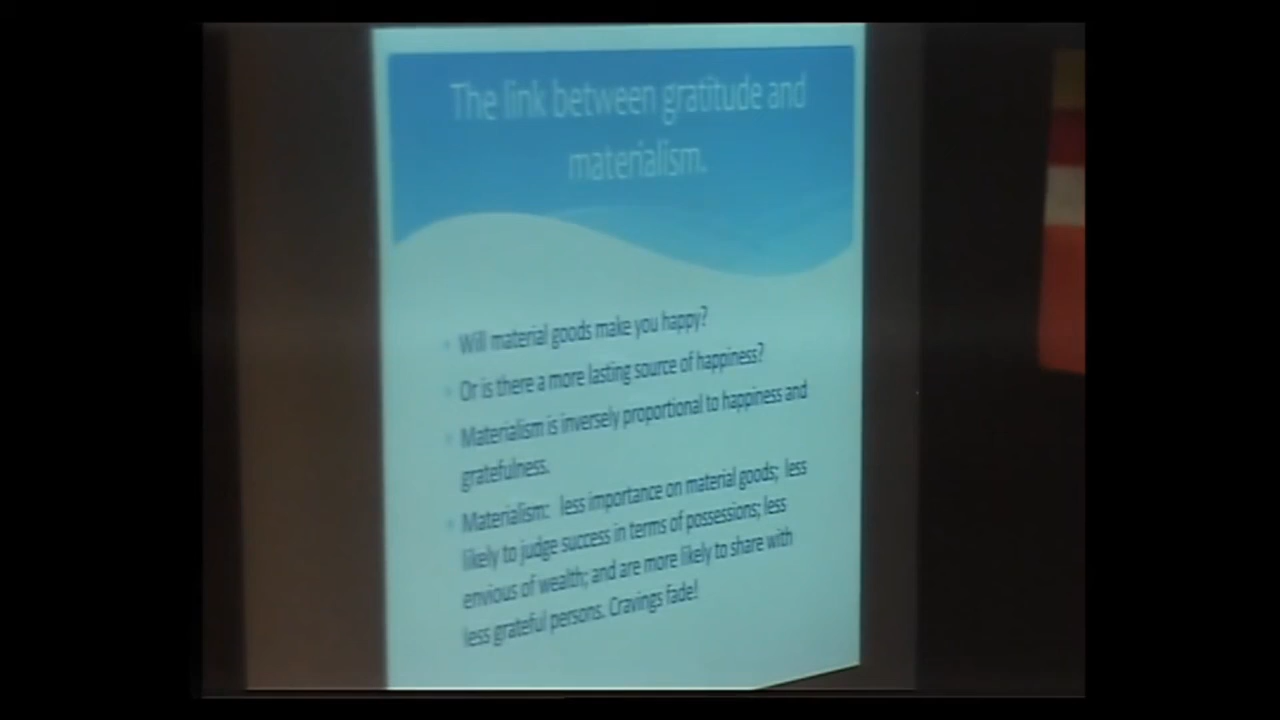 The link between gratitude and
materialism.
• Will material goods make you happy?
• Or is there a more lasting source of happiness?
• Materialism is inversely proportional to happiness and
gratefulness.
• Materialism: less importance on material goods; less
likely to judge success in terms of possessions; less
envious of wealth; and are more likely to share with
less grateful persons. Cravings fade!